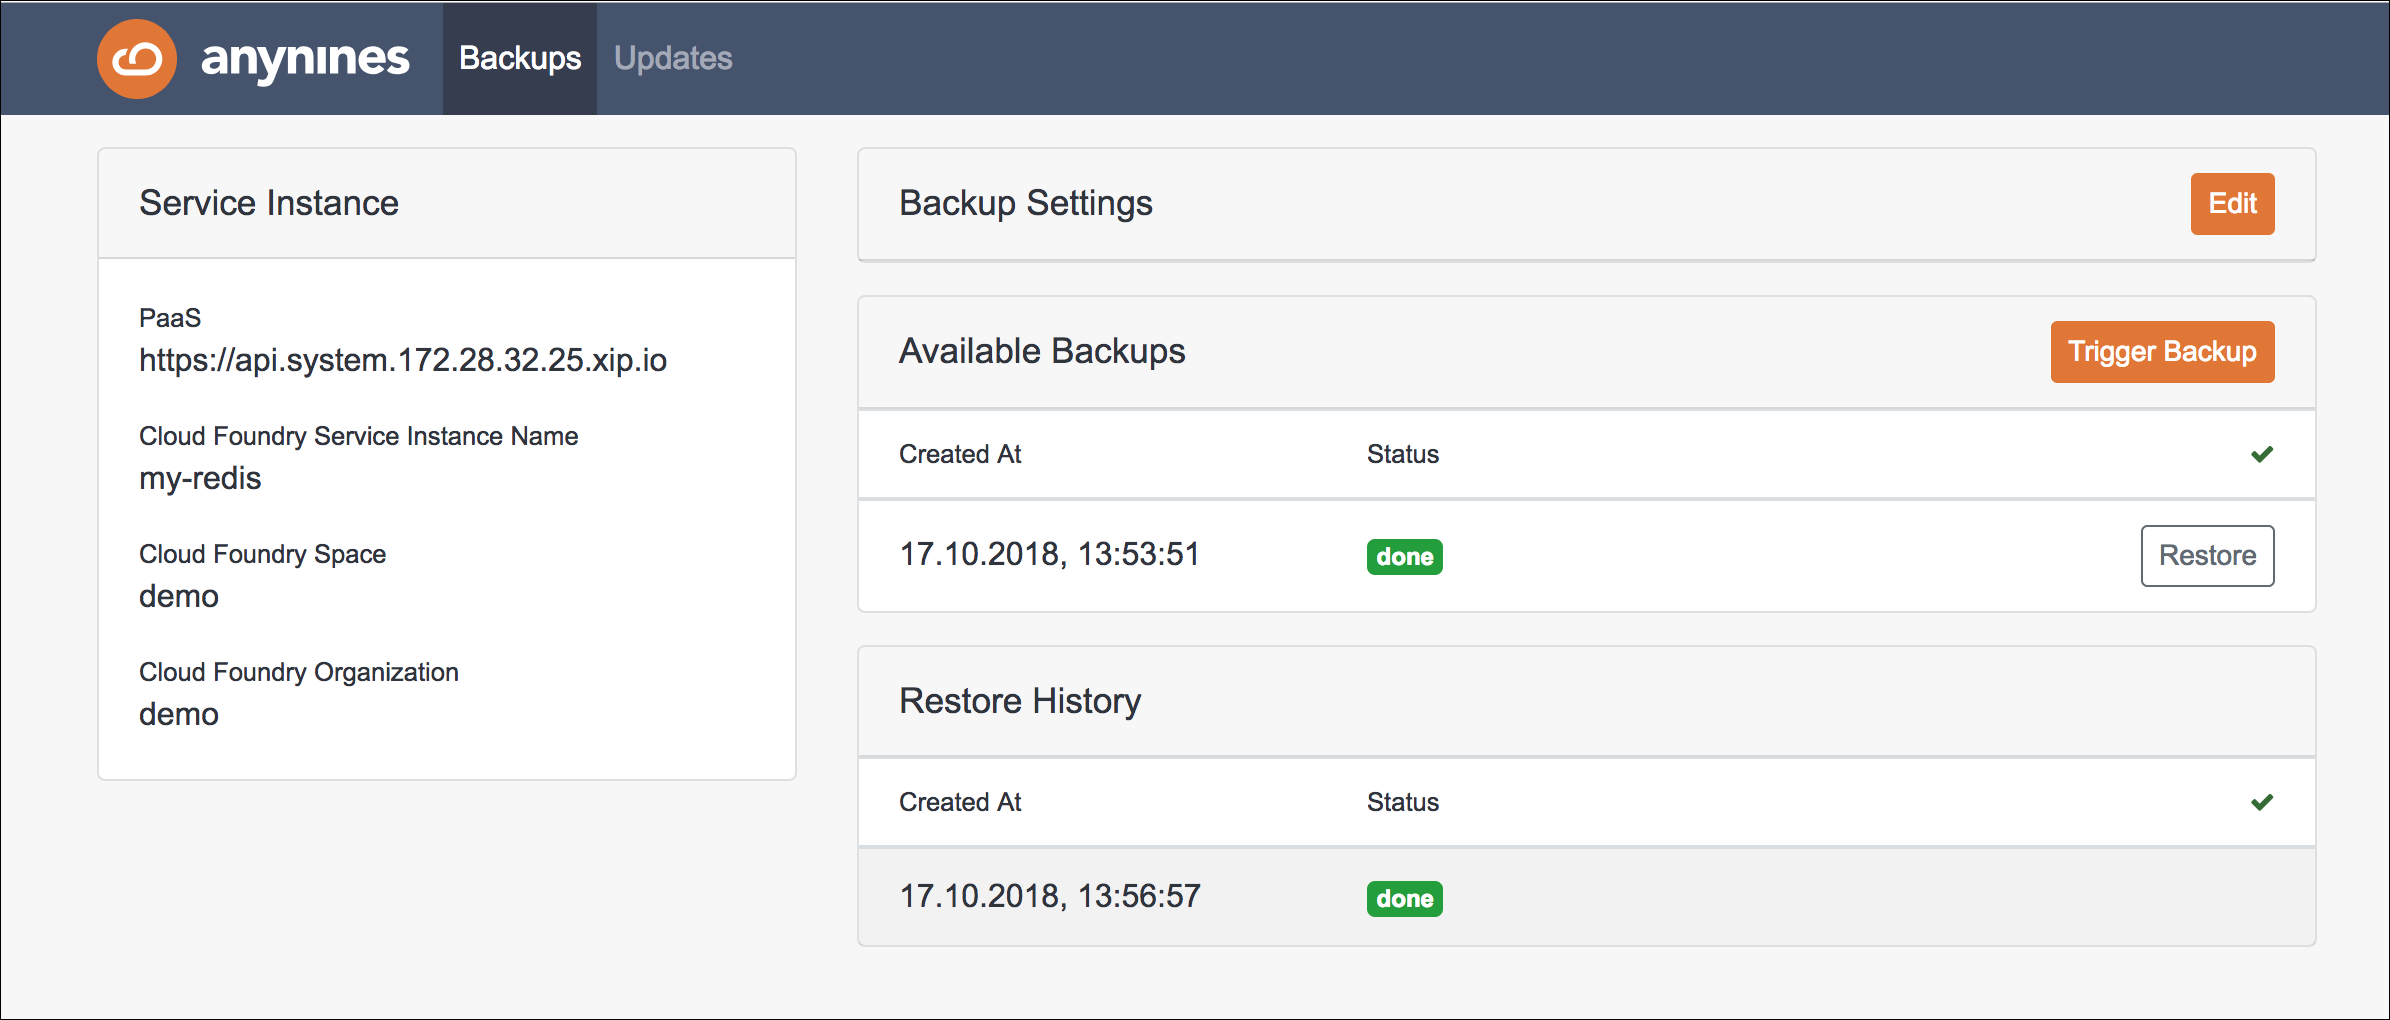 anynines
Backups
Updates
Service Instance
PaaS
https://api.system.172.28.32.25.xip.io
Cloud Foundry Service Instance Name
my-redis
Cloud Foundry Space
demo
Cloud Foundry Organization
demo
Backup Settings
Edit
Available Backups
Trigger Backup
Created At
Status
17.10.2018, 13:53:51
done
Restore
Restore History
Created At
Status
17.10.2018, 13:56:57
done